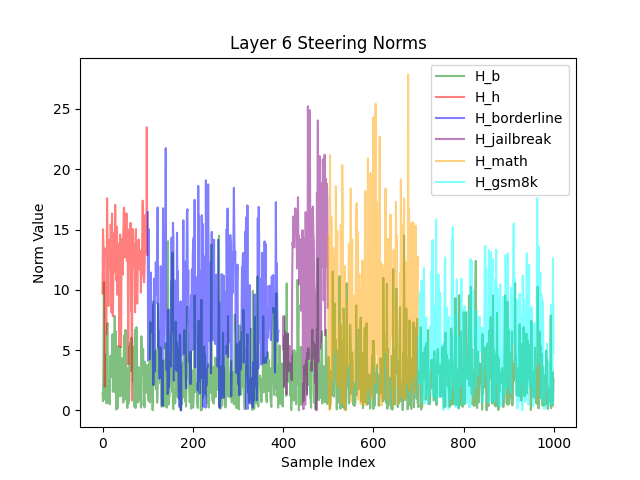 Layer 6 Steering Norms
Norm Value
25
20
15
10
5
0
H_b
H_h
H_borderline
H_jailbreak
H_math
H_gsm8k
0
200
400
600
800
1000
Sample Index